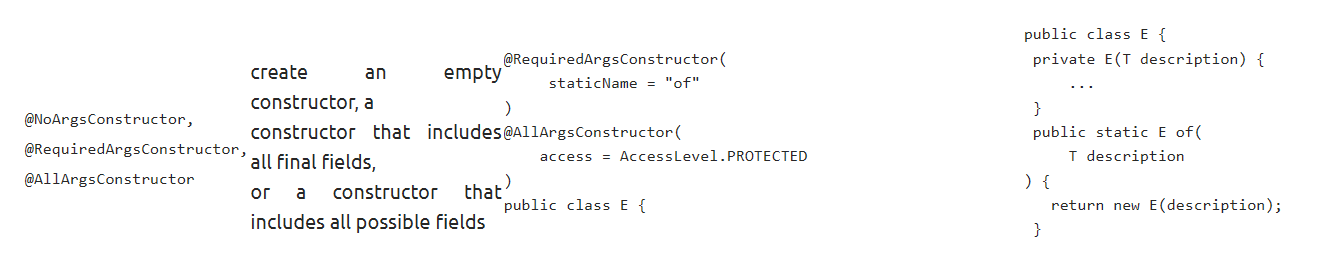 @NoArgsConstructor,
@RequiredArgsConstructor,
@AllArgsConstructor
create an empty
constructor, a
constructor that includes
all final fields,
or a constructor that
includes all possible fields
@RequiredArgsConstructor(
staticName = "of"
)
@AllArgsConstructor(
access = AccessLevel.PROTECTED
)
public class E {
public class E {
private E(T description) {
...
}
public static E of(
T description
) {
return new E(description);
}